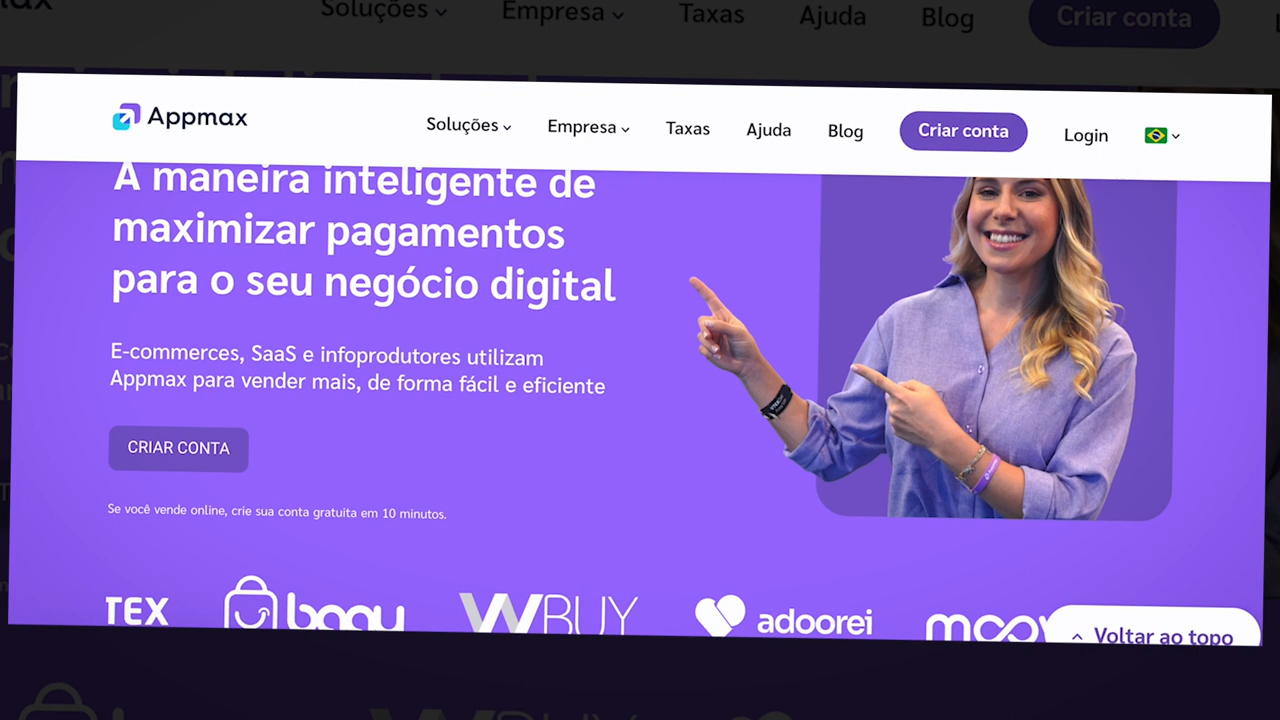 Soluções
Empresa
Taxas
Ajuda
Blog
Criar conta
Appmax
Soluções
Empresa
Taxas
Ajuda
Blog
Criar conta
Login
A maneira inteligente de
maximizar pagamentos
para o seu negócio digital
E-commerces, SaaS e infoprodutores utilizam
Appmax para vender mais, de forma fácil e eficiente
CRIAR CONTA
Se você vende online, crie sua conta gratuita em 10 minutos.
TEX
bagy
WBUY
adoorei
Voltar ao topo